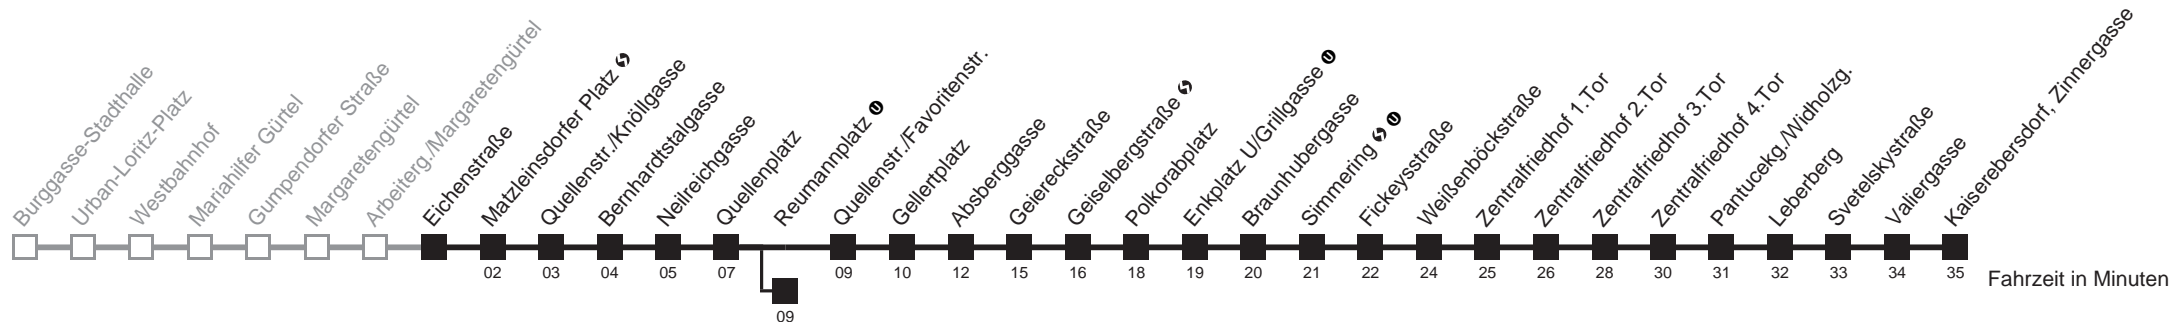 Burggasse-Stadthalle
Urban-Loritz-Platz
Westbahnhof
Mariahilfer Gürtel
Gumpendorfer Straße
Margaretengürtel
Arbeiterg./Margaretengürtel
Eichenstraße
Matzleinsdorfer Platz S
Quellenstr./Knöllgasse
Bernhardtstalgasse
Neilreichgasse
Quellenplatz
Reumannplatz U
Quellenstr./Favoritenstr.
Gellertplatz
Absberggasse
Geiereckstraße
Geiselbergstraße S
Polkorabplatz
Enkplatz U/Grillgasse U
Braunhubergasse
Simmering S U
Fickeysstraße
Weißenböckstraße
Zentralfriedhof 1.Tor
Zentralfriedhof 2.Tor
Zentralfriedhof 3.Tor
Zentralfriedhof 4.Tor
Pantucekg./Widholzg.
Leberberg
Svetelskystraße
Valiergasse
Kaiserebersdorf, Zinnergasse
02 03 04 05 07 09 10 12 15 16 18 19 20 21 22 24 25 26 28 30 31 32 33 34 35
Fahrzeit in Minuten
09